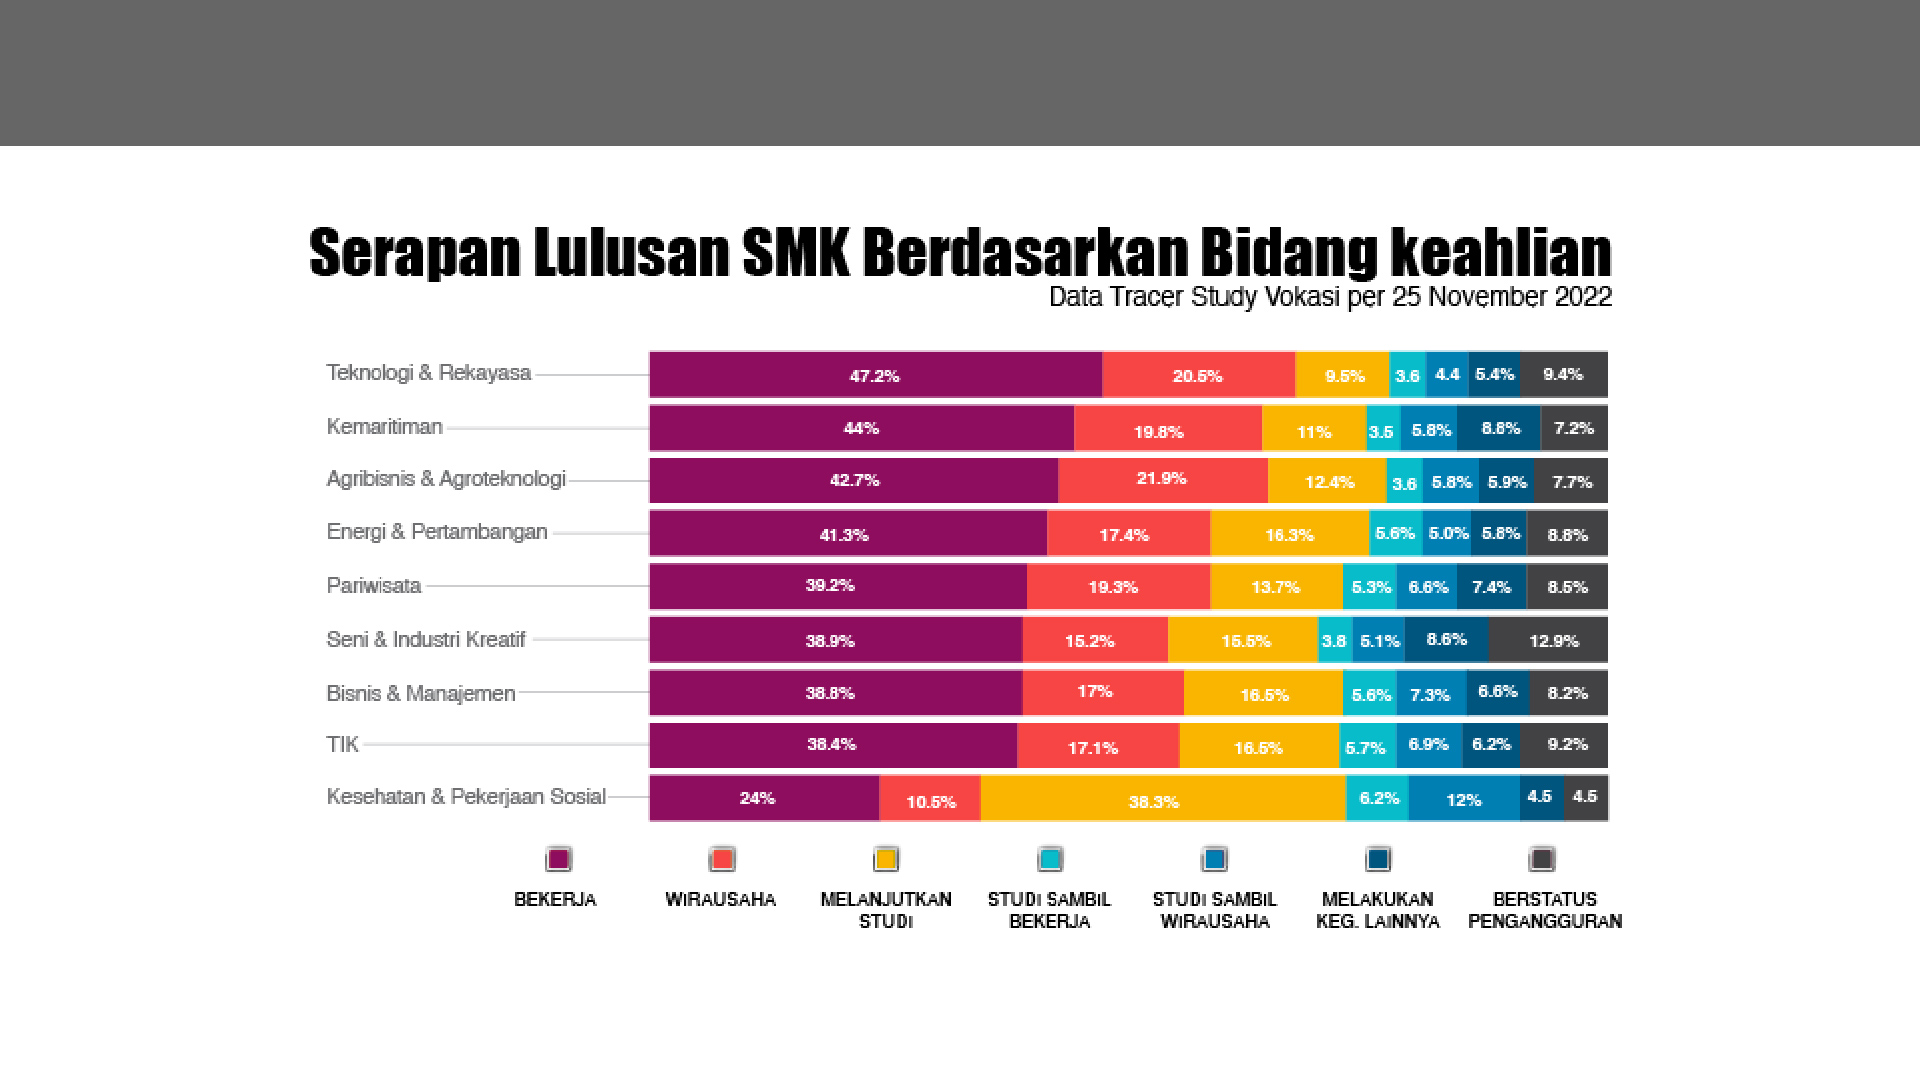 Serapan Lulusan SMK Berdasarkan Bidang keahlian
Data Tracer Study Vokasi per 25 November 2022
Teknologi & Rekayasa 47.2% 20.5% 9.5% 3.6 4.4 5.4% 9.4%
Kemaritiman 44% 19.8% 11% 3.5 5.8% 8.8% 7.2%
Agribisnis & Agroteknologi 42.7% 21.9% 12.4% 3.6 5.8% 5.9% 7.7%
Energi & Pertambangan 41.3% 17.4% 16.3% 5.6% 5.0% 5.8% 8.8%
Pariwisata 39.2% 19.3% 13.7% 5.3% 6.6% 7.4% 8.5%
Seni & Industri Kreatif 38.9% 15.2% 15.5% 3.8 5.1% 8.6% 12.9%
Bisnis & Manajemen 38.8% 17% 16.5% 5.6% 7.3% 6.6% 8.2%
TIK 38.4% 17.1% 16.5% 5.7% 6.9% 6.2% 9.2%
Kesehatan & Pekerjaan Sosial 24% 10.5% 38.3% 6.2% 12% 4.5 4.5
BEKERJA WIRAUSAHA MELANJUTKAN STUDI SAMBIL STUDI SAMBIL MELAKUKAN BERSTATUS
STUDI BEKERJA WIRAUSAHA KEG. LAINNYA PENGANGGURAN